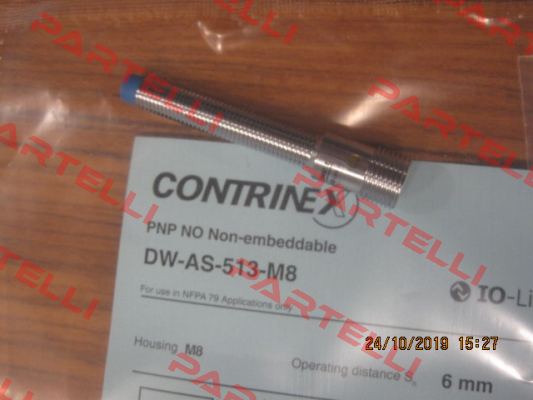 PARTELLI
PARTELLI
PARTELLI
PARTELLI
PARTELLI
PARTELLI
CONTRINEX
PNP NO Non-embeddable
DW-AS-513-M8
For use in NFPA 79 Applications only
IO-Li
24/10/2019 15:27
Housing M8
Operating distance Sn 6 mm